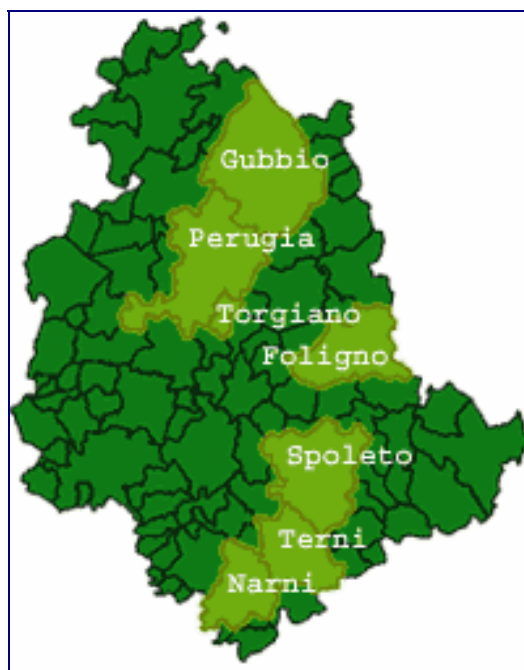 Gubbio
Perugia
Torgiano
Foligno
Spoleto
Terni
Narni